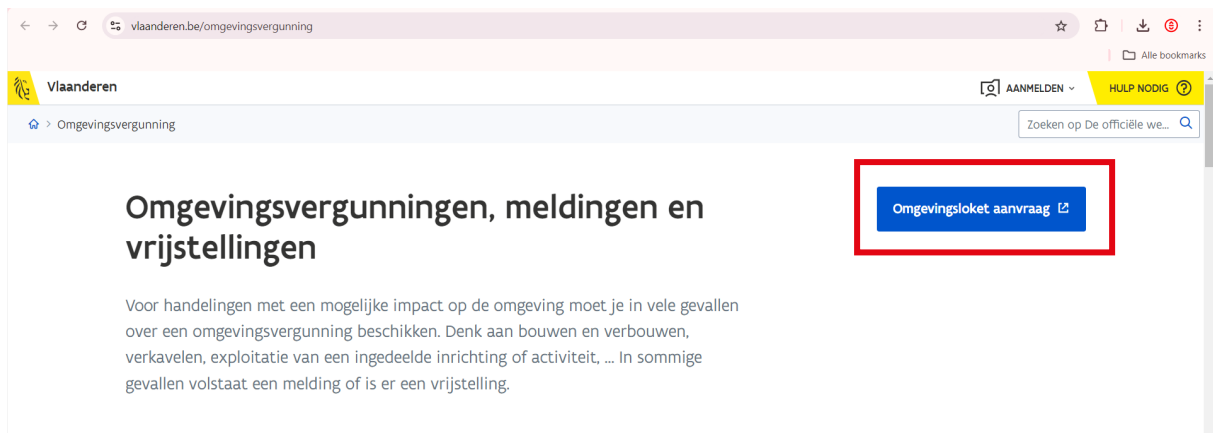 vlaanderen.be/omgevingsvergunning
Alle bookmarks
Vlaanderen
AANMELDEN
HULP NODIG ?
> Omgevingsvergunning
Zoeken op De officiële we...
Omgevingsvergunningen, meldingen en
vrijstellingen
Omgevingsloket aanvraag
Voor handelingen met een mogelijke impact op de omgeving moet je in vele gevallen
over een omgevingsvergunning beschikken. Denk aan bouwen en verbouwen,
verkavelen, exploitatie van een ingedeelde inrichting of activiteit, ... In sommige
gevallen volstaat een melding of is er een vrijstelling.